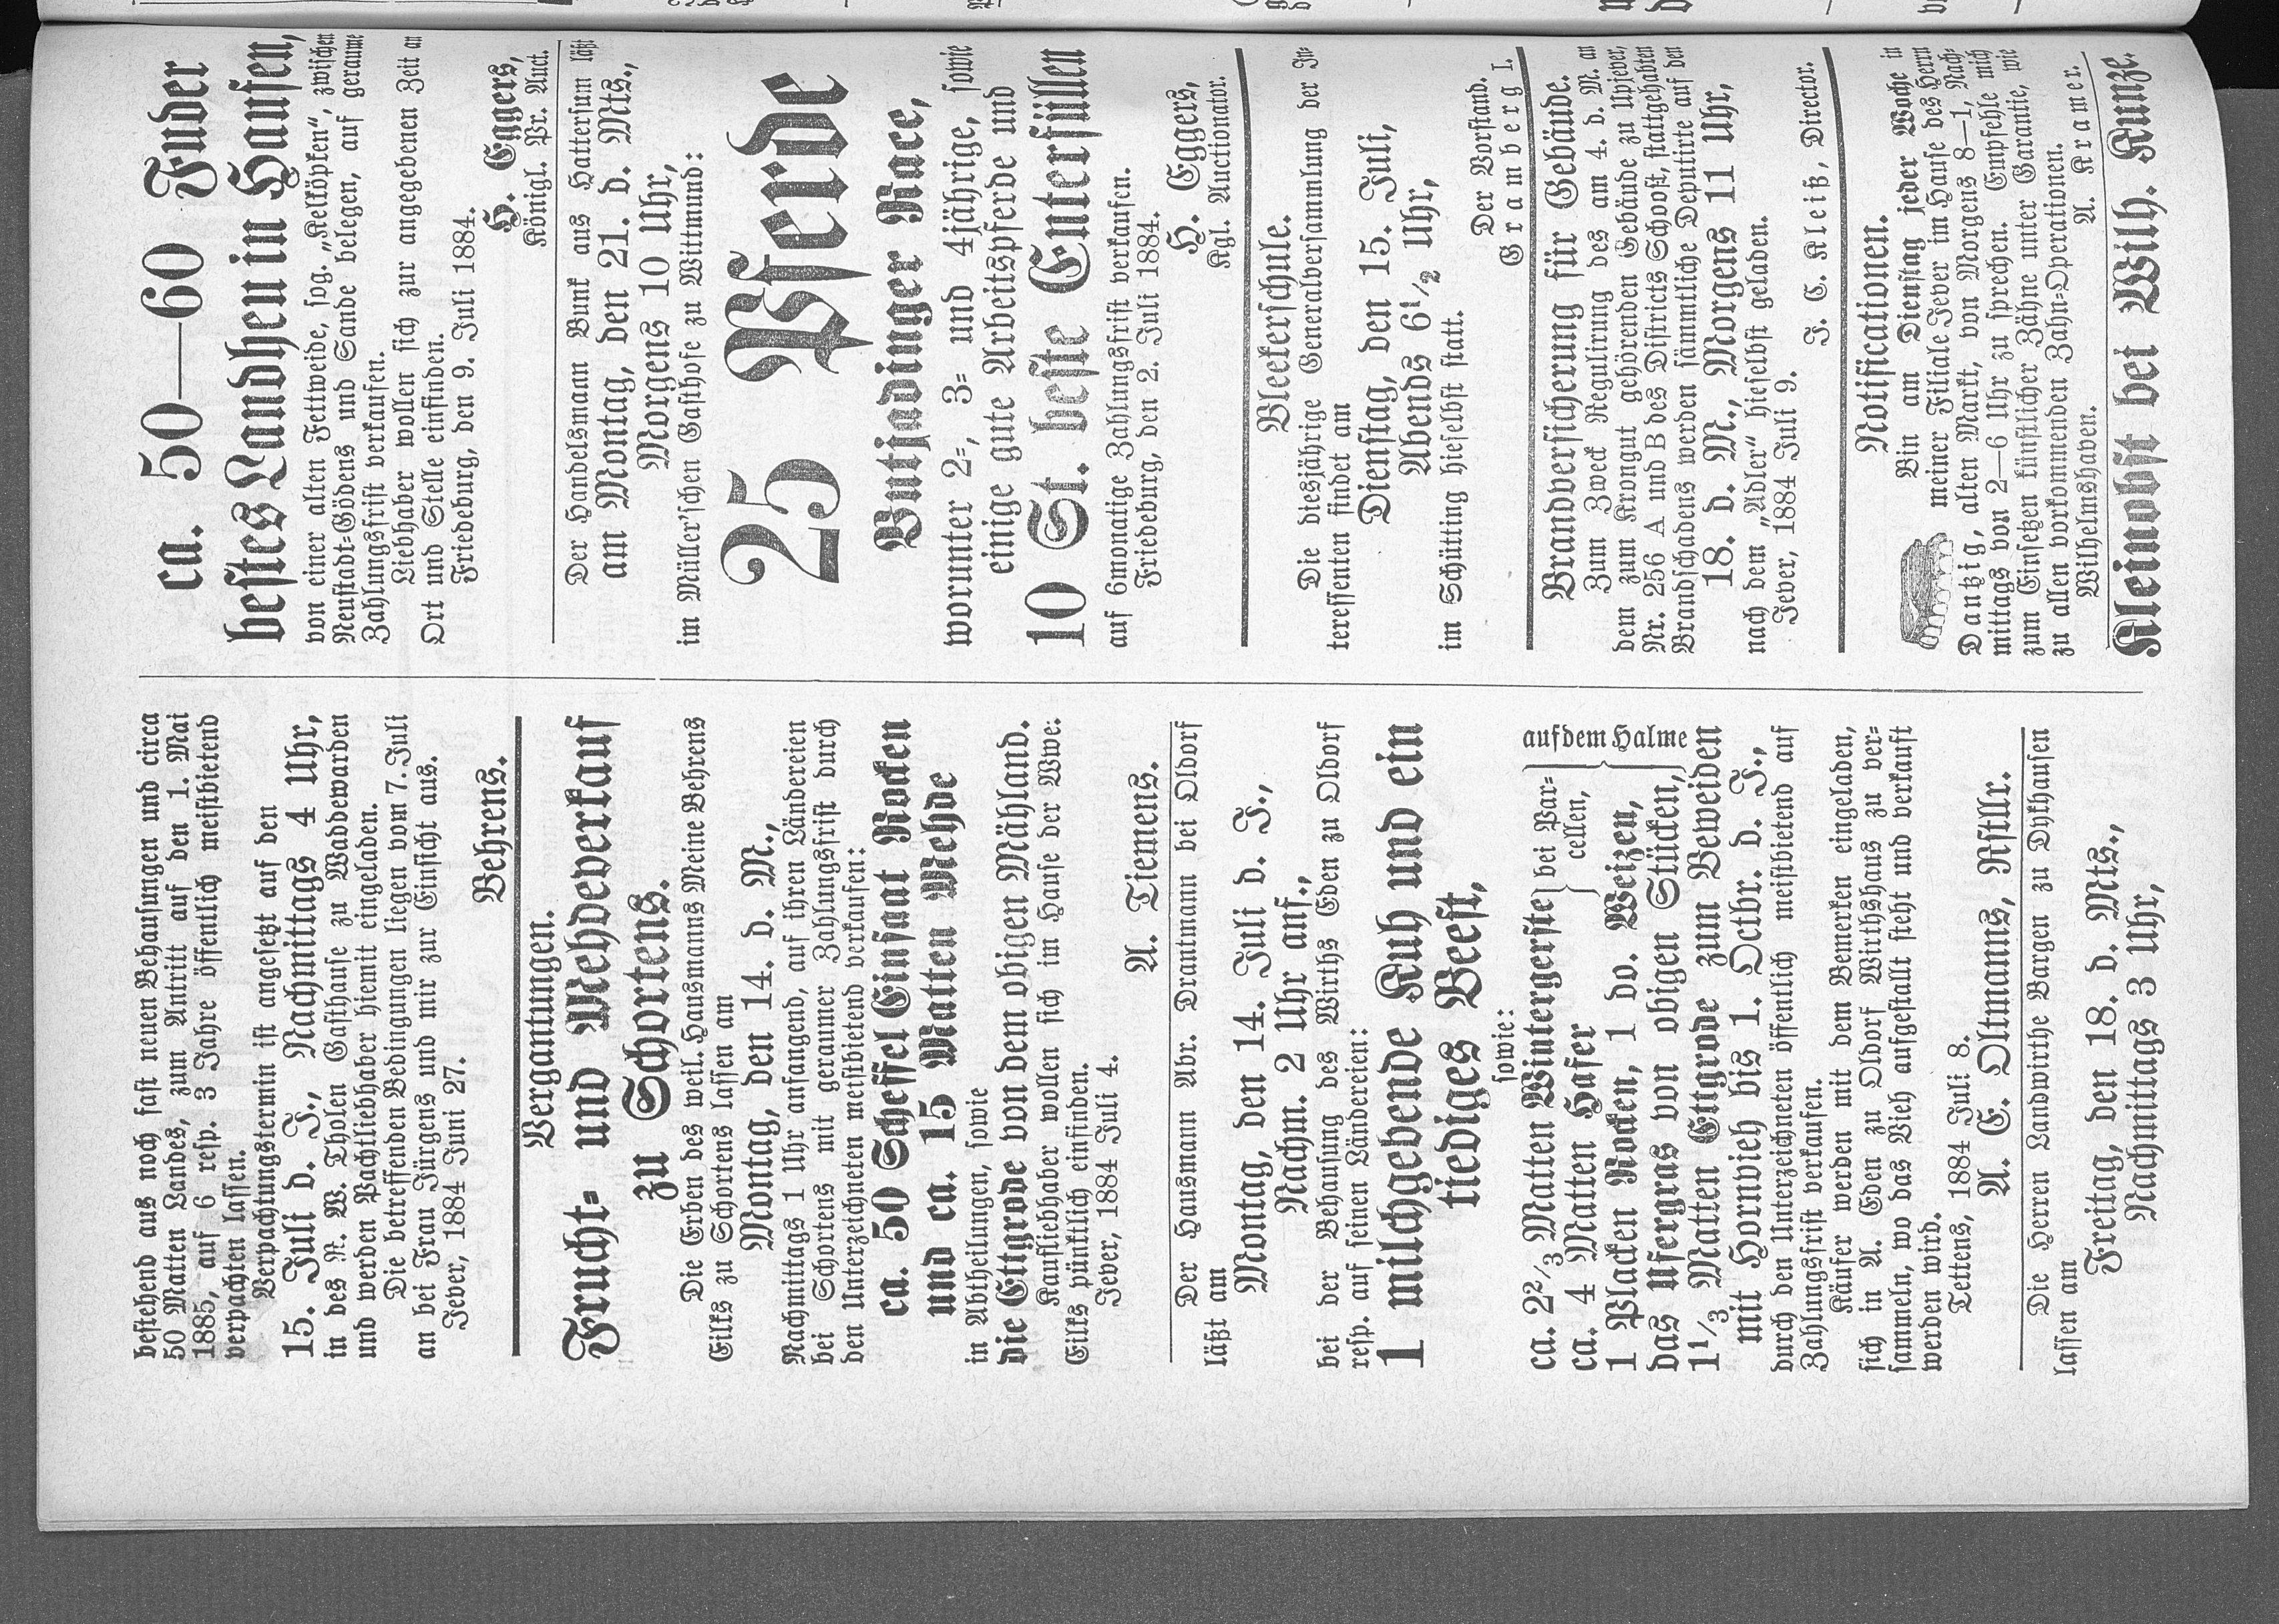 bestehend aus noch fast neuen Behausungen und circa
50 Matten Landes, zum Antritt auf den 1. Mai
1885, auf 6 resp. 3 Jahre öffentlich meistbietend
verpachten lassen.
Verpachtungstermin ist angesetzt auf den
15. Juli d. J., Nachmittags 4 Uhr,
in des R. W. Tholen Gasthause zu Waddewarden
und werden Pachtliebhaber hiemit eingeladen.
Die betreffenden Bedingungen liegen vom 7. Juli
an bei Frau Jürgens und mir zur Einsicht aus.
Jever, 1884 Juni 27.
Behrens.
Vergantungen.
Frucht- und Mehdeverkauf
zu Schortens.
Die Erben des weil. Hausmanns Meine Behrens
Eilks zu Schortens lassen am
Montag, den 14. d. M.,
Nachmittags 1 Uhr anfangend, auf ihren Ländereien
bei Schortens mit geraumer Zahlungsfrist durch
den Unterzeichneten meistbietend verkaufen:
ca. 50 Scheffel Einsaat Rocken
und ca. 15 Matten Mehde
in Abtheilungen, sowie
die Ettgrode von dem obigen Mähland.
Kaufliebhaber wollen sich im Hause der Wwe.
Eilks pünktlich einfinden.
Jever, 1884 Juli 4.
A. Tiemens.
Der Hausmann Abr. Drantmann bei Oldorf
läßt am
Montag, den 14. Juli d. J.,
Nachm. 2 Uhr anf.,
bei der Behausung des Wirths Eden zu Oldorf
resp. auf seinen Ländereien:
1 milchgebende Kuh und ein
tiediges Beest,
sowie:
ca. 2 2/3 Matten Wintergerste } bei Par-
ca. 4 Matten Hafer } cellen,
1 Placken Rocken, 1 do. Weizen,
das Ufergras von obigen Stücken, } auf dem Halme
1 1/3 Matten Ettgrode zum Beweiden
mit Hornvieh bis 1. Octbr. d. J.,
durch den Unterzeichneten öffentlich meistbietend auf
Zahlungsfrist verkaufen.
Käufer werden mit dem Bemerken eingeladen,
sich in A. Eden zu Oldorf Wirthshaus zu ver-
sammeln, wo das Vieh aufgestallt steht und verkauft
werden wird.
Tettens, 1884 Juli 8.
A. E. Oltmanns, Rstllr.
Die Herren Landwirthe Bargen zu Dykhausen
lassen am
Freitag, den 18. d. Mts.,
Nachmittags 3 Uhr,
ca. 50—60 Fuder
bestes Landheu in Haufen,
von einer alten Fettweide, sog. „Kelköpken“, zwischen
Neustadt-Gödens und Sande belegen, auf geraume
Zahlungsfrist verkaufen.
Liebhaber wollen sich zur angegebenen Zeit an
Ort und Stelle einfinden.
Friedeburg, den 9. Juli 1884.
H. Eggers,
Königl. Pr. Auct.
Der Handelsmann Bunk aus Hattersum läßt
am Montag, den 21. d. Mts.,
Morgens 10 Uhr,
im Müller'schen Gasthofe zu Wittmund:
25 Pferde
Butjadinger Race,
worunter 2-, 3- und 4jährige, sowie
einige gute Arbeitspferde und
10 St. beste Enterfüllen
auf 6monatige Zahlungsfrist verkaufen.
Friedeburg, den 2. Juli 1884.
H. Eggers,
Kgl. Auctionator.
Bleekerschule.
Die diesjährige Generalversammlung der In-
teressenten findet am
Dienstag, den 15. Juli,
Abends 6 1/2 Uhr,
im Schütting hieselbst statt.
Der Vorstand.
Gramberg I.
Brandversicherung für Gebäude.
Zum Zweck Regulirung des am 4. d. M. an
dem zum Krongut gehörenden Gebäude zu Upjever,
Nr. 256 A und B des Districts Schoost, stattgehabten
Brandschadens werden sämmtliche Deputirte auf den
18. d. M., Morgens 11 Uhr,
nach dem „Adler“ hieselbst geladen.
Jever, 1884 Juli 9.
J. C. Kleiß, Director.
Notificationen.
Bin am Dienstag jeder Woche in
meiner Filiale Jever im Hause des Herrn
Dantzig, alten Markt, von Morgens 8—1, Nach-
mittags von 2—6 Uhr zu sprechen. Empfehle mich
zum Einsetzen künstlicher Zähne unter Garantie, wie
zu allen vorkommenden Zahn-Operationen.
Wilhelmshaven. A. Kramer.
Kleinobst bei Wilh. Kunze.